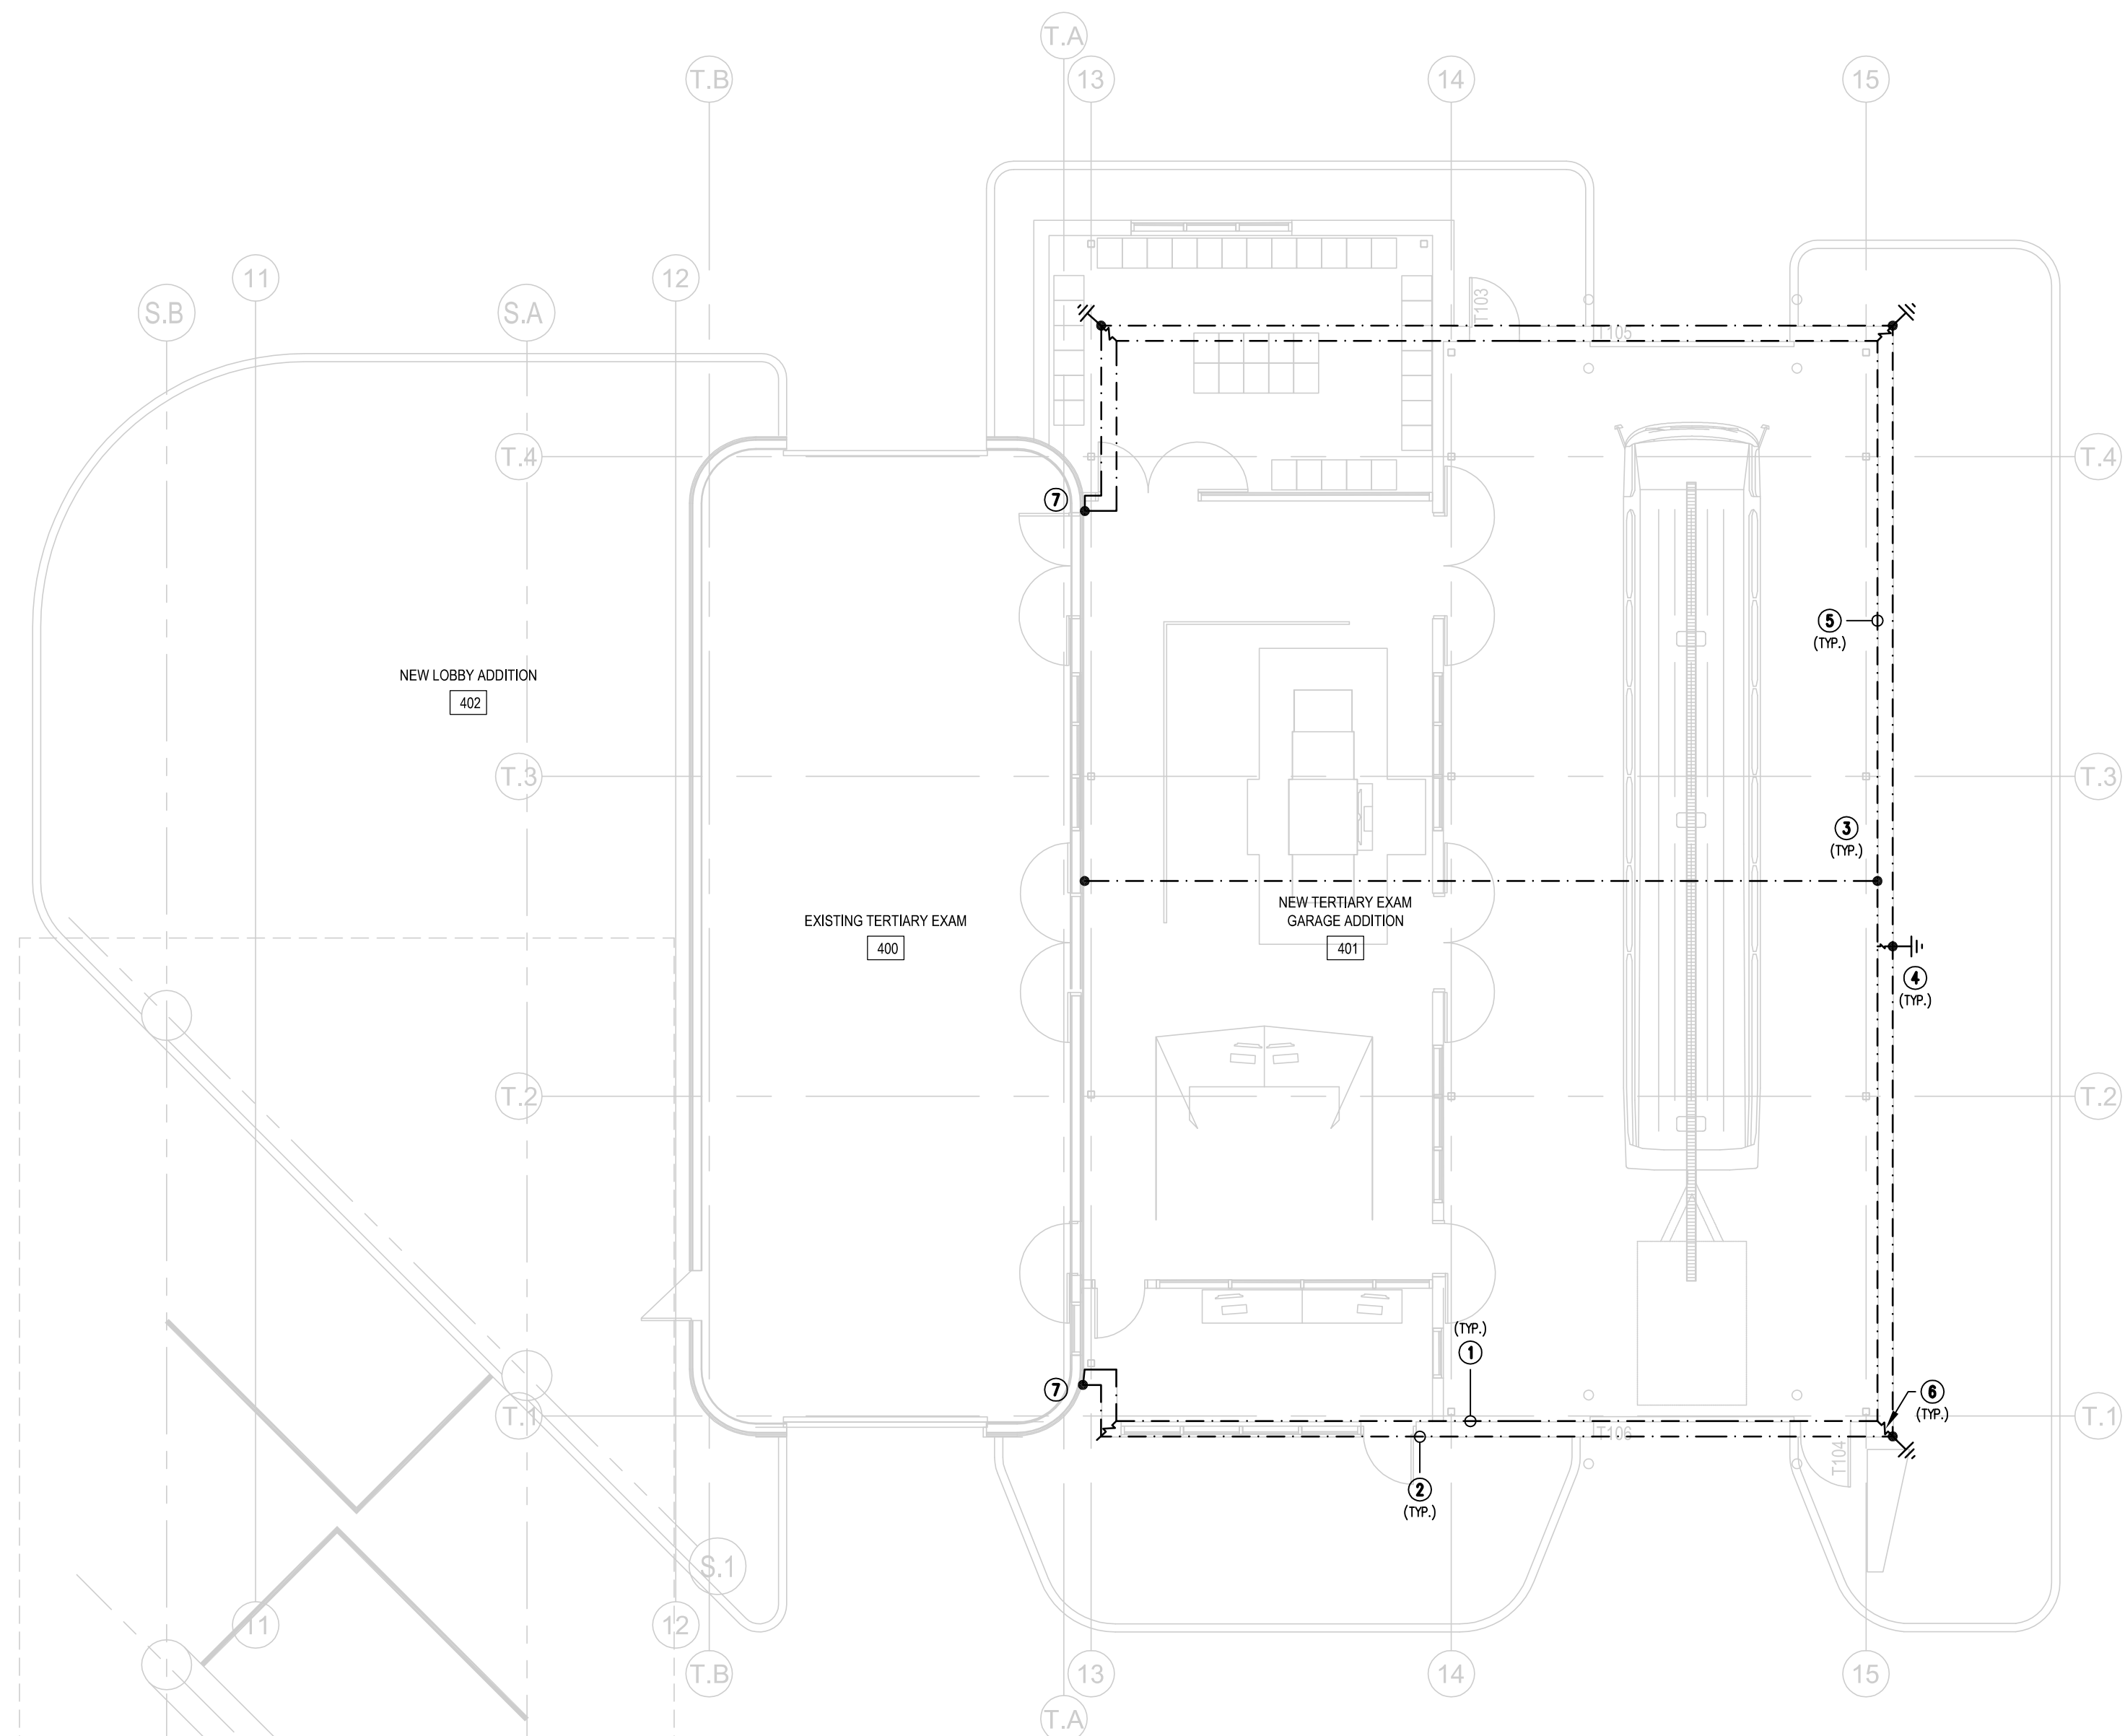 T.A
T.B
13
14
15
11
12
S.B
S.A
T103
T105
T.4
T.4
7
5
(TYP.)
NEW LOBBY ADDITION
402
T.3
T.3
3
(TYP.)
NEW TERTIARY EXAM
GARAGE ADDITION
401
EXISTING TERTIARY EXAM
400
4
(TYP.)
T.2
T.2
(TYP.)
1
7
6
(TYP.)
T.1
T.1
T106
T104
2
(TYP.)
S.1
11
12
T.B
13
14
15
T.A